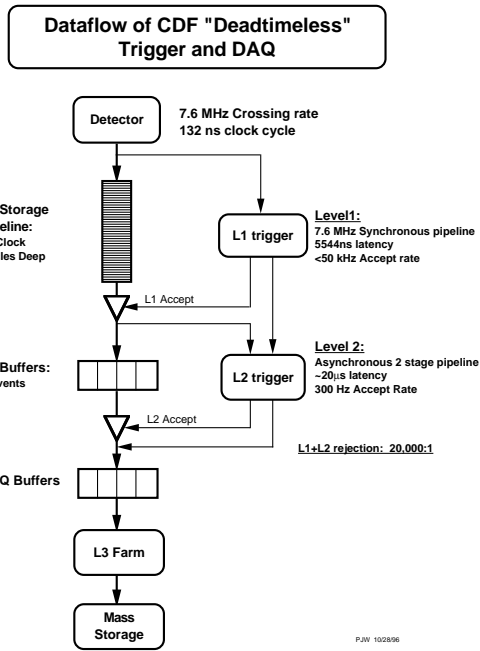 Dataflow of CDF "Deadtimeless"
Trigger and DAQ
Detector
7.6 MHz Crossing rate
132 ns clock cycle
Storage
eline:
Clock
les Deep
L1 trigger
Level1:
7.6 MHz Synchronous pipeline
5544ns latency
<50 kHz Accept rate
L1 Accept
Buffers:
vents
L2 trigger
Level 2:
Asynchronous 2 stage pipeline
~20μs latency
300 Hz Accept Rate
L2 Accept
L1+L2 rejection: 20,000:1
Q Buffers
L3 Farm
Mass
Storage
PJW 10/28/96